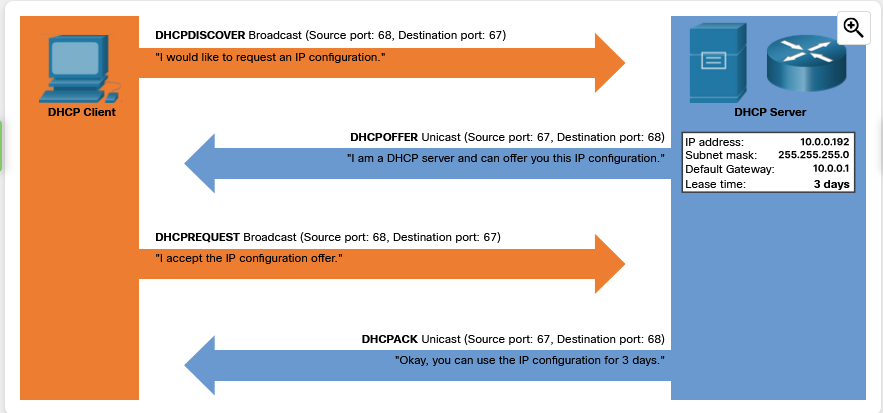 DHCPDISCOVER Broadcast (Source port: 68, Destination port: 67)
"I would like to request an IP configuration."
DHCP Client
DHCP Server
DHCPOFFER Unicast (Source port: 67, Destination port: 68)
"I am a DHCP server and can offer you this IP configuration."
IP address: 10.0.0.192
Subnet mask: 255.255.255.0
Default Gateway: 10.0.0.1
Lease time: 3 days
DHCPREQUEST Broadcast (Source port: 68, Destination port: 67)
"I accept the IP configuration offer."
DHCPACK Unicast (Source port: 67, Destination port: 68)
"Okay, you can use the IP configuration for 3 days."